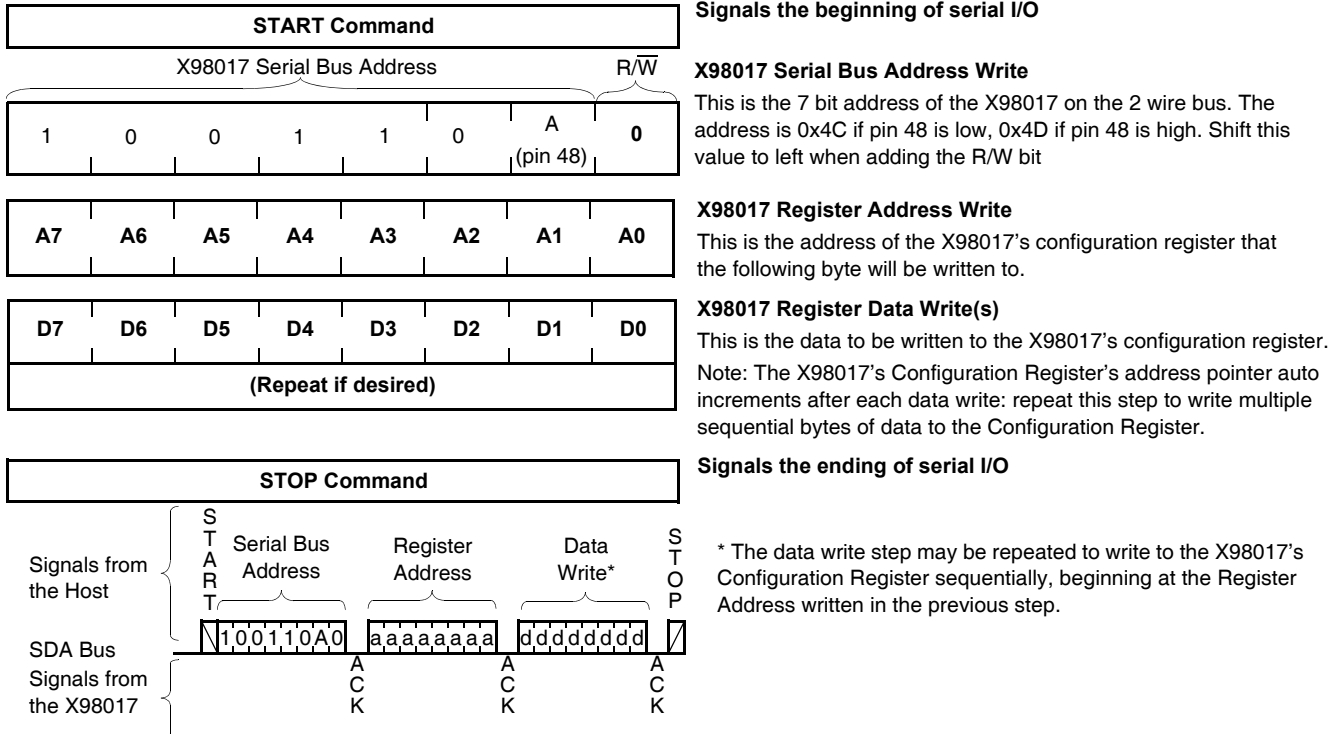 START Command
Signals the beginning of serial I/O
X98017 Serial Bus Address
R/W̅
1 0 0 1 1 0 A (pin 48) 0
X98017 Serial Bus Address Write
This is the 7 bit address of the X98017 on the 2 wire bus. The
address is 0x4C if pin 48 is low, 0x4D if pin 48 is high. Shift this
value to left when adding the R/W bit
A7 A6 A5 A4 A3 A2 A1 A0
X98017 Register Address Write
This is the address of the X98017's configuration register that
the following byte will be written to.
D7 D6 D5 D4 D3 D2 D1 D0
(Repeat if desired)
X98017 Register Data Write(s)
This is the data to be written to the X98017's configuration register.
Note: The X98017's Configuration Register's address pointer auto
increments after each data write: repeat this step to write multiple
sequential bytes of data to the Configuration Register.
STOP Command
Signals the ending of serial I/O
Signals from
the Host
START
Serial Bus
Address
Register
Address
Data
Write*
STOP
* The data write step may be repeated to write to the X98017's
Configuration Register sequentially, beginning at the Register
Address written in the previous step.
SDA Bus
1 0 0 1 1 0 A 0
a a a a a a a a
d d d d d d d d
Signals from
the X98017
ACK
ACK
ACK